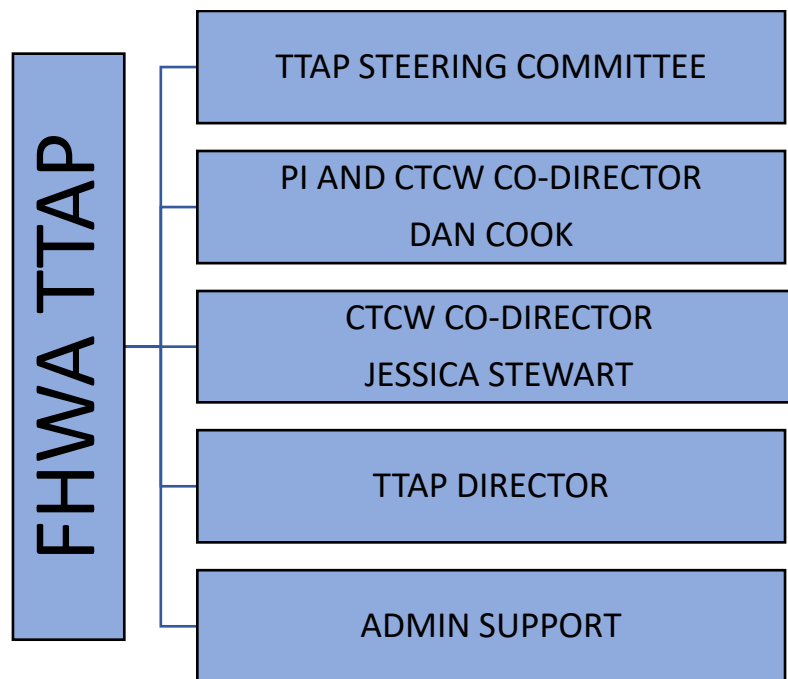 FHWA TTAP
TTAP STEERING COMMITTEE
PI AND CTCW CO-DIRECTOR
DAN COOK
CTCW CO-DIRECTOR
JESSICA STEWART
TTAP DIRECTOR
ADMIN SUPPORT